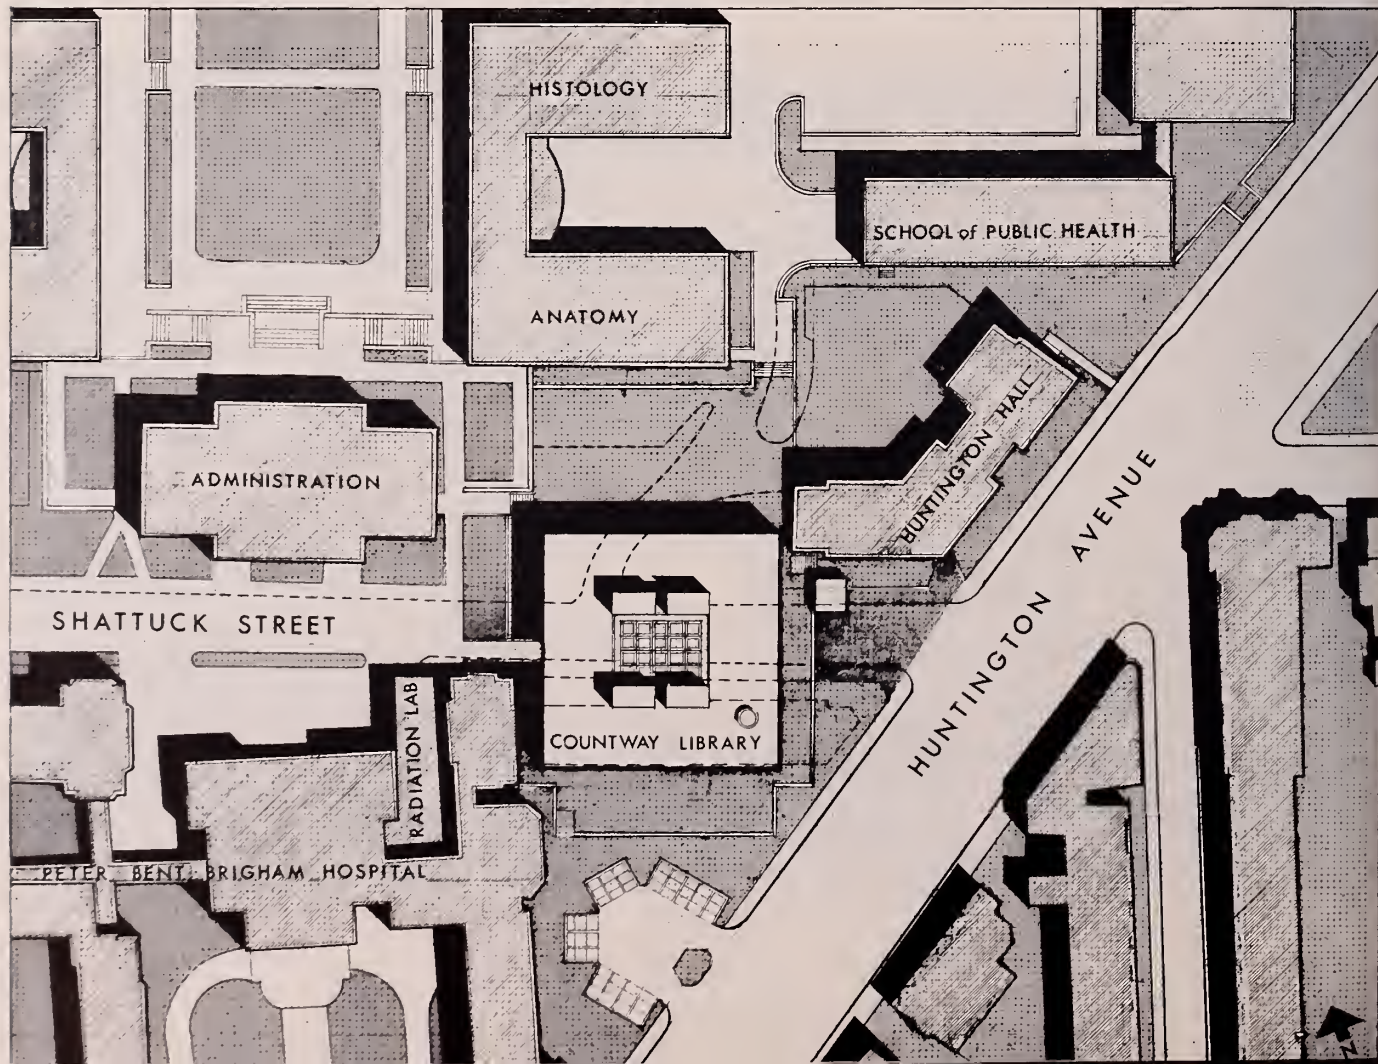 HISTOLOGY
SCHOOL of PUBLIC HEALTH
ANATOMY
HUNTINGTON HALL
ADMINISTRATION
HUNTINGTON AVENUE
SHATTUCK STREET
RADIATION LAB
COUNTWAY LIBRARY
PETER BENT BRIGHAM HOSPITAL
N